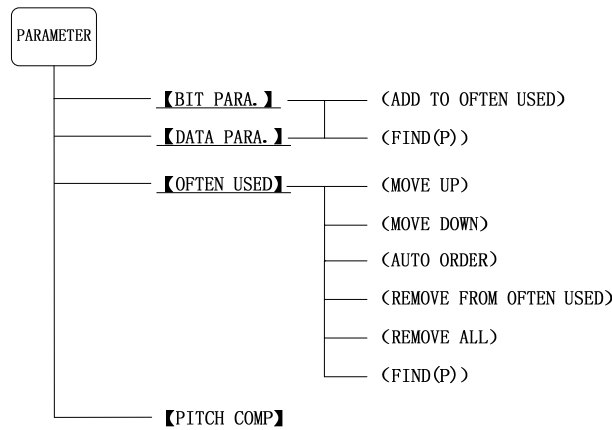 PARAMETER
【BIT PARA.】 (ADD TO OFTEN USED)
【DATA PARA.】 (FIND(P))
【OFTEN USED】 (MOVE UP)
(MOVE DOWN)
(AUTO ORDER)
(REMOVE FROM OFTEN USED)
(REMOVE ALL)
(FIND(P))
【PITCH COMP】